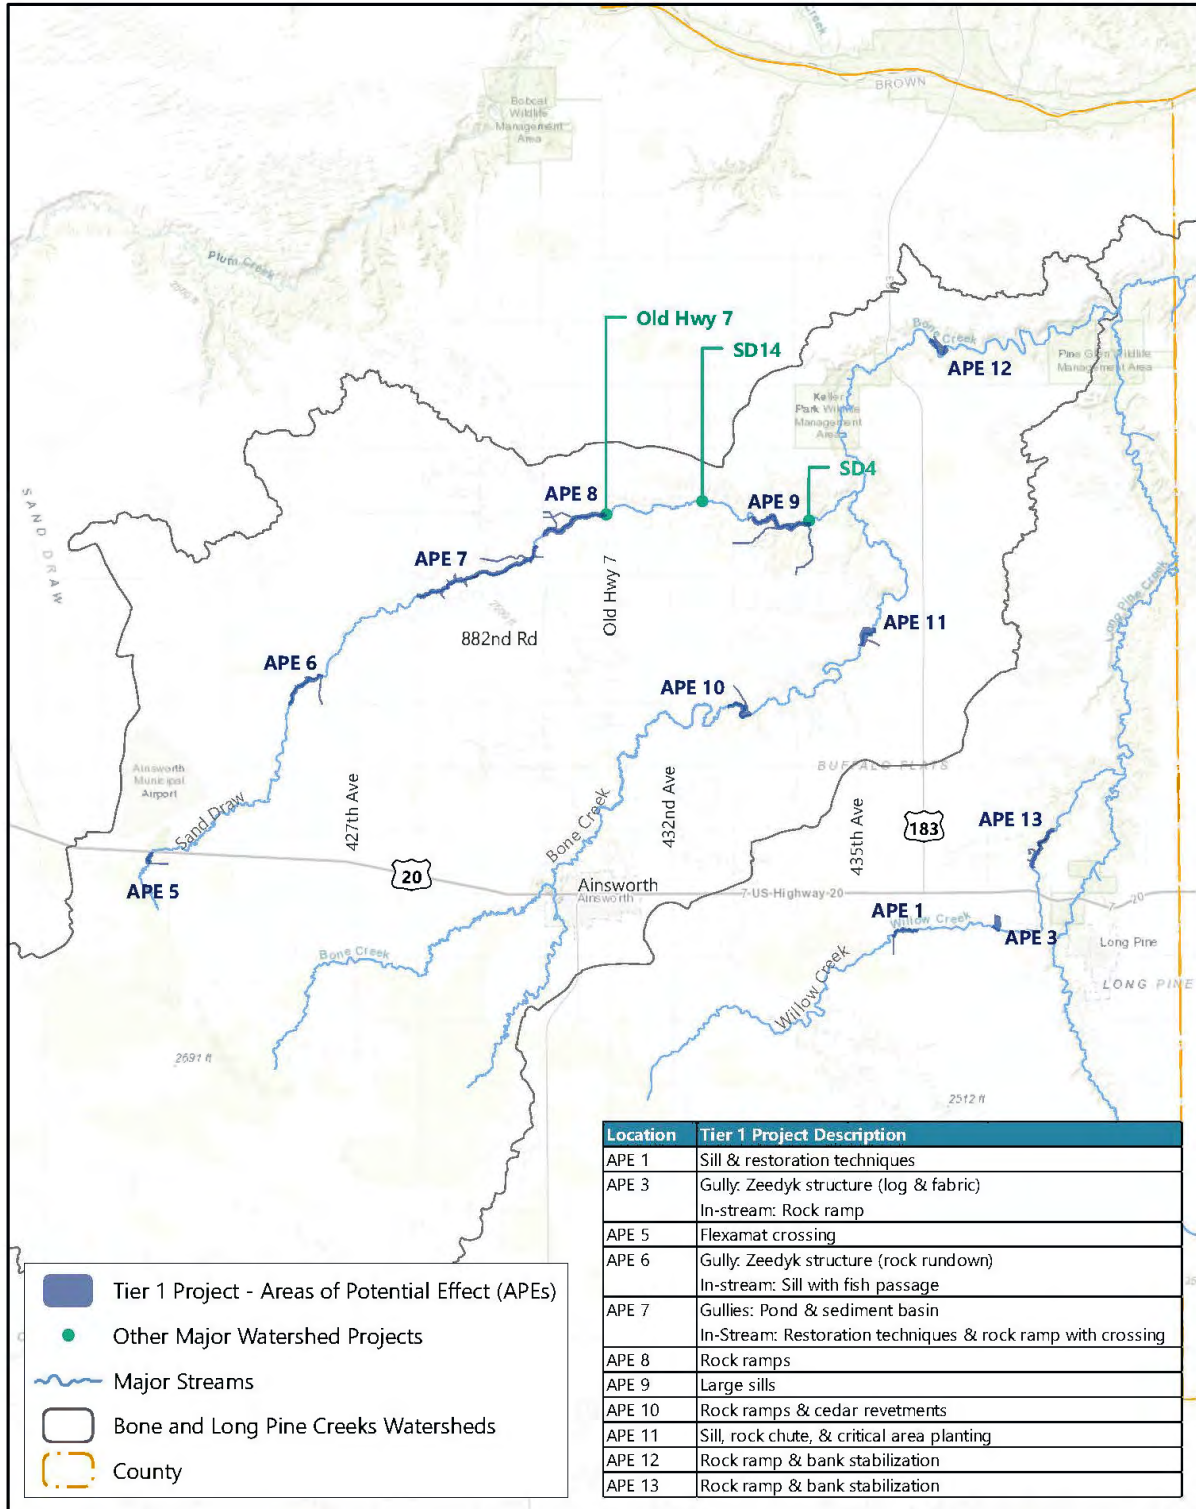 Creek
BROWN
Bobcat
Wildlife
Management
Area
Plum Creek
2500 ft
Old Hwy 7
SD14
Bone Creek
APE 12
Pine Glen Wildlife
Management Area
Keller
Park Wildlife
Management
Area
SD4
APE 8
APE 9
SAND DRAW
APE 7
2500 ft
Old Hwy 7
882nd Rd
Long Pine Creek
APE 11
APE 6
APE 10
Ainsworth
Municipal
Airport
BUFFALO FLATS
Sand Draw
427th Ave
Bone Creek
432nd Ave
435th Ave
183
APE 13
20
APE 5
Ainsworth
Ainsworth
7-US-Highway-20
7
20
APE 1
Willow Creek
APE 3
Long Pine
Bone Creek
LONG PINE
Willow Creek
2691 ft
2512 ft
Location Tier 1 Project Description
APE 1 Sill & restoration techniques
APE 3 Gully: Zeedyk structure (log & fabric)
In-stream: Rock ramp
APE 5 Flexamat crossing
APE 6 Gully: Zeedyk structure (rock rundown)
In-stream: Sill with fish passage
APE 7 Gullies: Pond & sediment basin
In-Stream: Restoration techniques & rock ramp with crossing
APE 8 Rock ramps
APE 9 Large sills
APE 10 Rock ramps & cedar revetments
APE 11 Sill, rock chute, & critical area planting
APE 12 Rock ramp & bank stabilization
APE 13 Rock ramp & bank stabilization
Tier 1 Project - Areas of Potential Effect (APEs)
Other Major Watershed Projects
Major Streams
Bone and Long Pine Creeks Watersheds
County